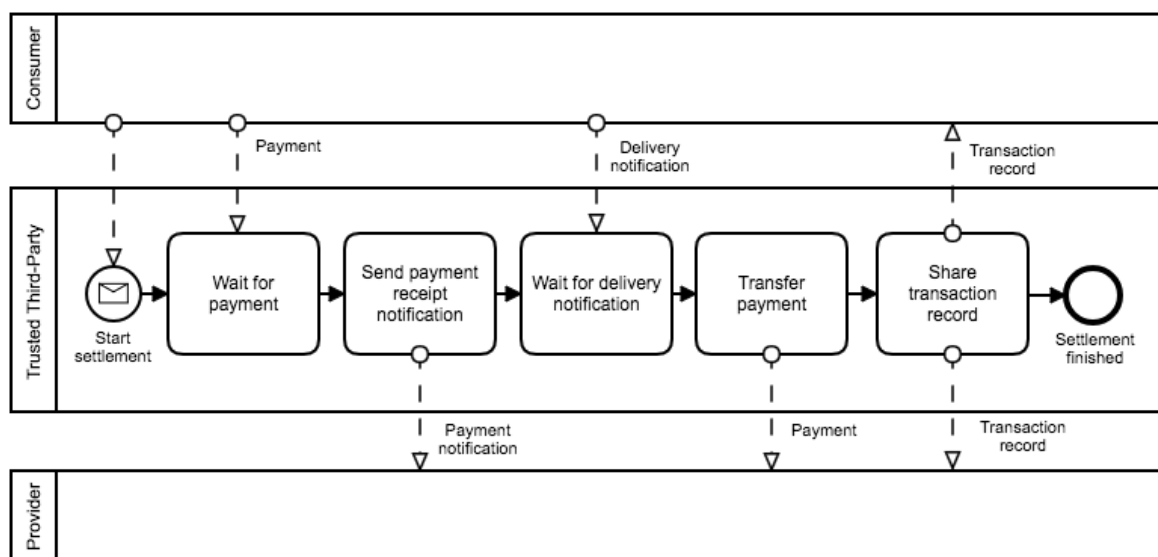 Consumer
Payment
Delivery
notification
Transaction
record
Trusted Third-Party
Start
settlement
Wait for
payment
Send payment
receipt
notification
Wait for delivery
notification
Transfer
payment
Share
transaction
record
Settlement
finished
Payment
notification
Payment
Transaction
record
Provider